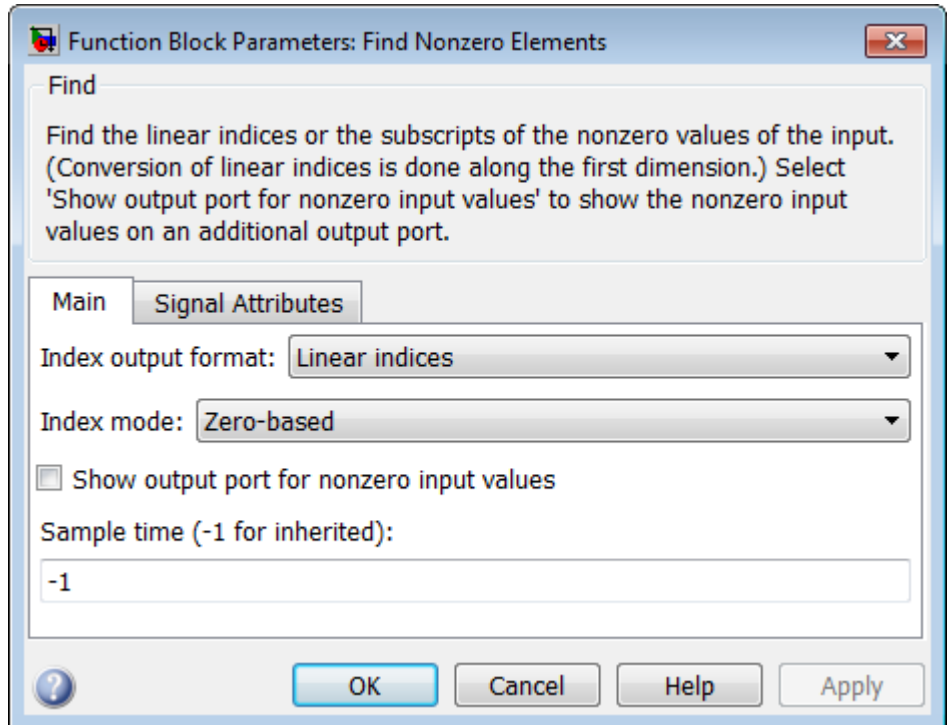 Function Block Parameters: Find Nonzero Elements
Find
Find the linear indices or the subscripts of the nonzero values of the input.
(Conversion of linear indices is done along the first dimension.) Select
'Show output port for nonzero input values' to show the nonzero input
values on an additional output port.
Main Signal Attributes
Index output format: Linear indices
Index mode: Zero-based
Show output port for nonzero input values
Sample time (-1 for inherited):
-1
? OK Cancel Help Apply